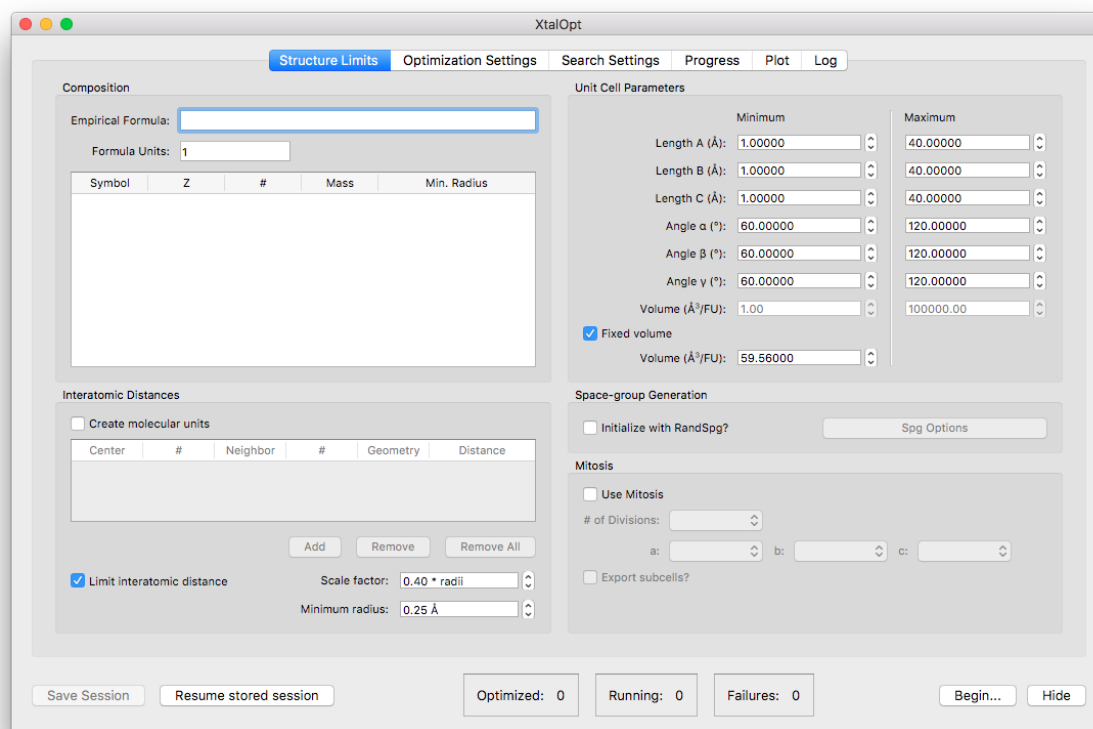 XtalOpt
Structure Limits Optimization Settings Search Settings Progress Plot Log
Composition
Empirical Formula:
Formula Units: 1
Symbol Z # Mass Min. Radius
Interatomic Distances
Create molecular units
Center # Neighbor # Geometry Distance
Add Remove Remove All
Limit interatomic distance Scale factor: 0.40 * radii
Minimum radius: 0.25 Å
Unit Cell Parameters
Minimum Maximum
Length A (Å): 1.00000 40.00000
Length B (Å): 1.00000 40.00000
Length C (Å): 1.00000 40.00000
Angle α (°): 60.00000 120.00000
Angle β (°): 60.00000 120.00000
Angle γ (°): 60.00000 120.00000
Volume (Å³/FU): 1.00 100000.00
Fixed volume
Volume (Å³/FU): 59.56000
Space-group Generation
Initialize with RandSpg? Spg Options
Mitosis
Use Mitosis
# of Divisions:
a: b: c:
Export subcells?
Save Session Resume stored session Optimized: 0 Running: 0 Failures: 0 Begin... Hide